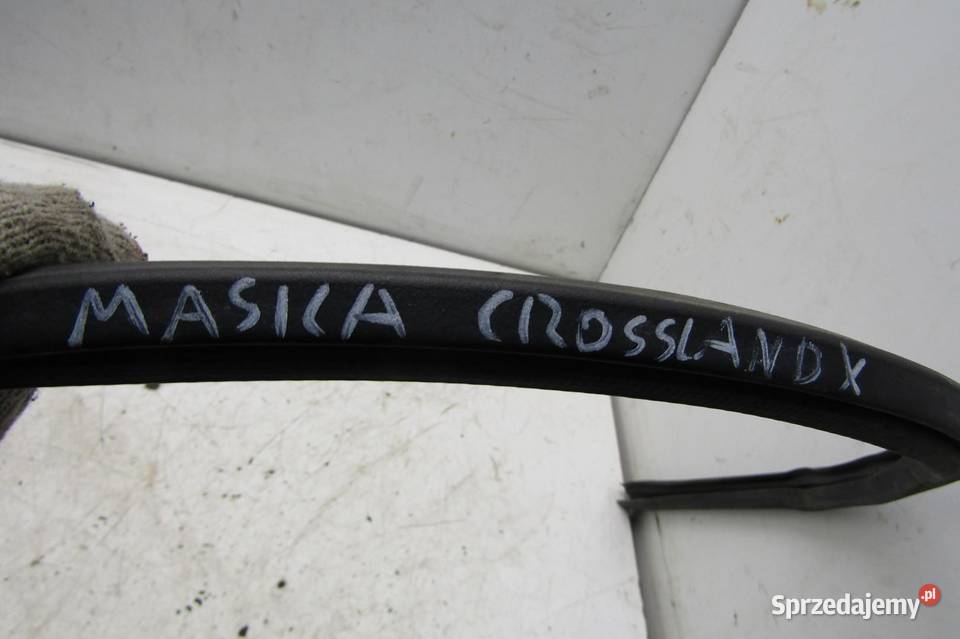 MASKA CROSSLAND X
Sprzedajemy.pl